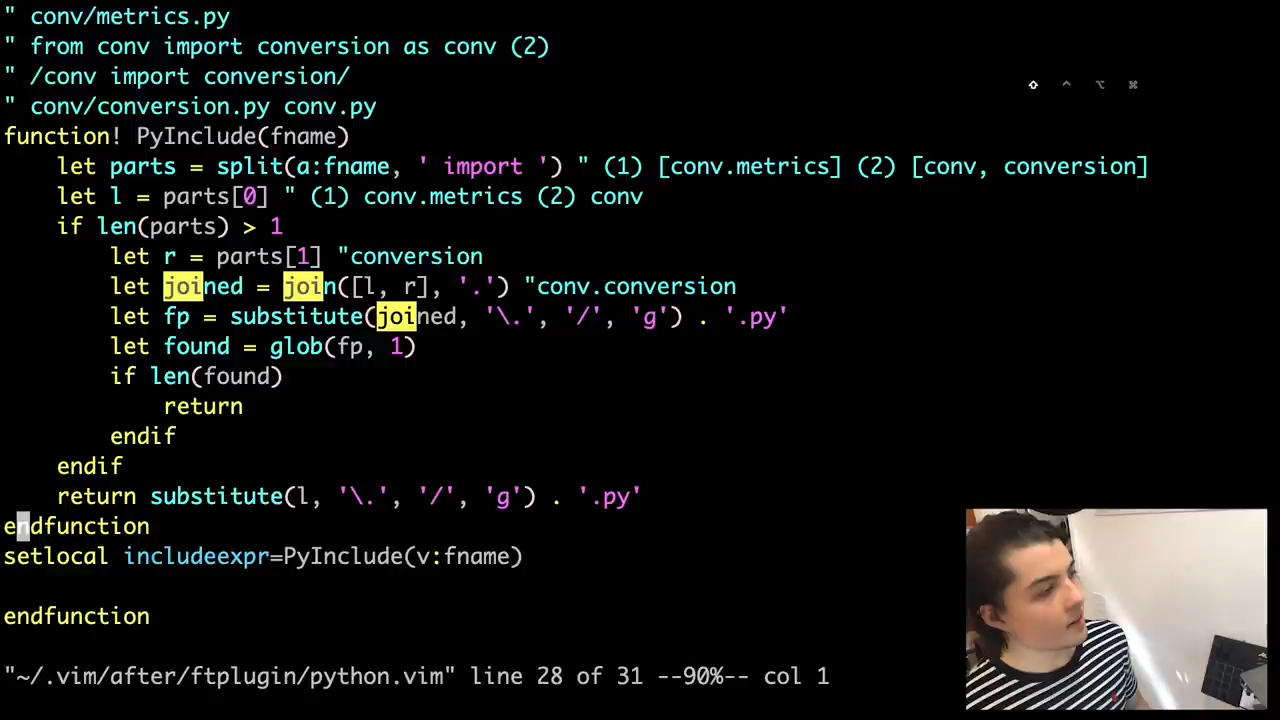 " conv/metrics.py
" from conv import conversion as conv (2)
" /conv import conversion/
" conv/conversion.py conv.py
function! PyInclude(fname)
    let parts = split(a:fname, ' import ') " (1) [conv.metrics] (2) [conv, conversion]
    let l = parts[0] " (1) conv.metrics (2) conv
    if len(parts) > 1
        let r = parts[1] "conversion
        let joined = join([l, r], '.') "conv.conversion
        let fp = substitute(joined, '\.', '/', 'g') . '.py'
        let found = glob(fp, 1)
        if len(found)
            return
        endif
    endif
    return substitute(l, '\.', '/', 'g') . '.py'
endfunction
setlocal includeexpr=PyInclude(v:fname)
endfunction
"~/.vim/after/ftplugin/python.vim" line 28 of 31 --90%-- col 1